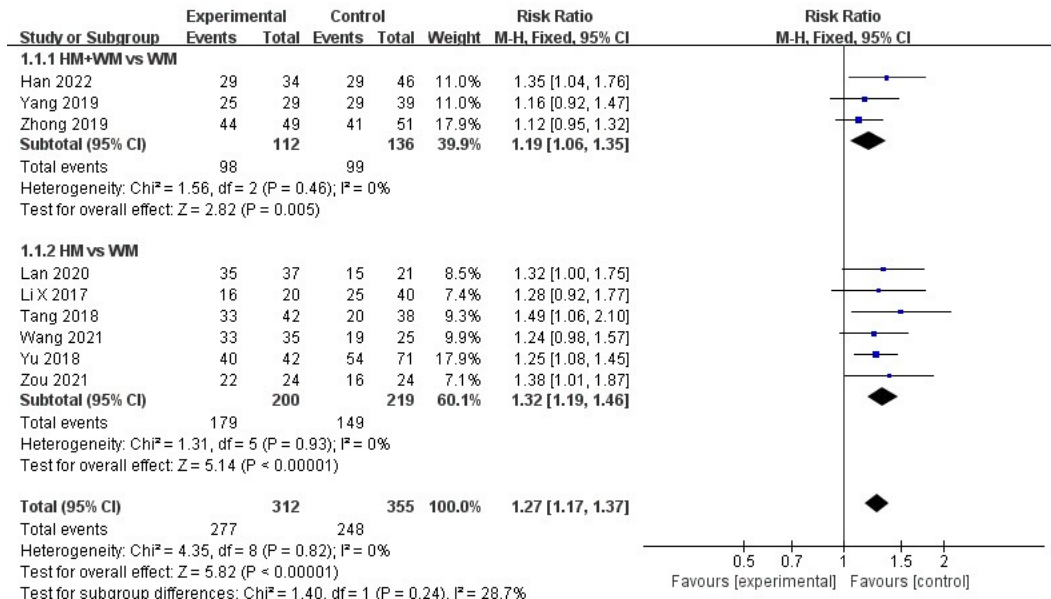 Experimental Control Risk Ratio Risk Ratio
Study or Subgroup Events Total Events Total Weight M-H, Fixed, 95% CI M-H, Fixed, 95% CI
1.1.1 HM+WM vs WM
Han 2022 29 34 29 46 11.0% 1.35 [1.04, 1.76]
Yang 2019 25 29 29 39 11.0% 1.16 [0.92, 1.47]
Zhong 2019 44 49 41 51 17.9% 1.12 [0.95, 1.32]
Subtotal (95% CI) 112 136 39.9% 1.19 [1.06, 1.35]
Total events 98 99
Heterogeneity: Chi² = 1.56, df = 2 (P = 0.46); I² = 0%
Test for overall effect: Z = 2.82 (P = 0.005)
1.1.2 HM vs WM
Lan 2020 35 37 15 21 8.5% 1.32 [1.00, 1.75]
Li X 2017 16 20 25 40 7.4% 1.28 [0.92, 1.77]
Tang 2018 33 42 20 38 9.3% 1.49 [1.06, 2.10]
Wang 2021 33 35 19 25 9.9% 1.24 [0.98, 1.57]
Yu 2018 40 42 54 71 17.9% 1.25 [1.08, 1.45]
Zou 2021 22 24 16 24 7.1% 1.38 [1.01, 1.87]
Subtotal (95% CI) 200 219 60.1% 1.32 [1.19, 1.46]
Total events 179 149
Heterogeneity: Chi² = 1.31, df = 5 (P = 0.93); I² = 0%
Test for overall effect: Z = 5.14 (P < 0.00001)
Total (95% CI) 312 355 100.0% 1.27 [1.17, 1.37]
Total events 277 248
Heterogeneity: Chi² = 4.35, df = 8 (P = 0.82); I² = 0%
Test for overall effect: Z = 5.82 (P < 0.00001)
Test for subgroup differences: Chi² = 1.40, df = 1 (P = 0.24), I² = 28.7%
0.5 0.7 1 1.5 2
Favours [experimental] Favours [control]